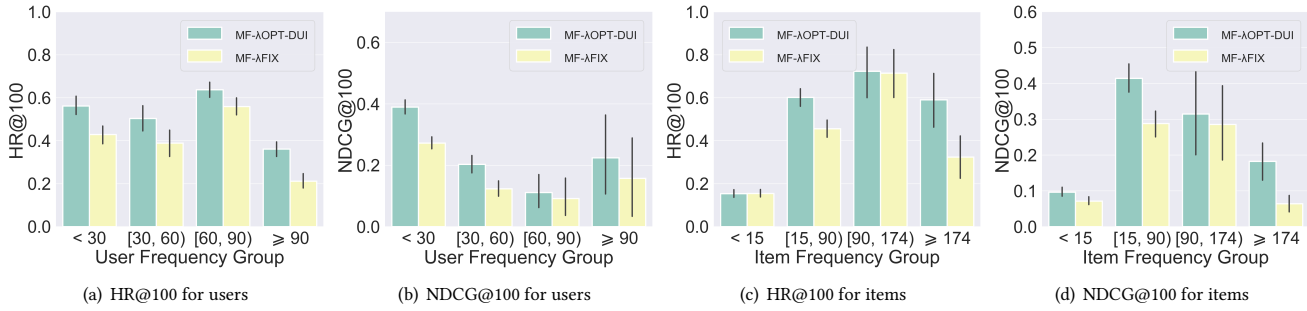 HR@100
1.0
0.8
0.6
0.4
0.2
0.0
MF-λOPT-DUI
MF-λFIX
< 30 [30, 60) [60, 90) ⩾ 90
User Frequency Group
(a) HR@100 for users
NDCG@100
0.6
0.4
0.2
0.0
MF-λOPT-DUI
MF-λFIX
< 30 [30, 60) [60, 90) ⩾ 90
User Frequency Group
(b) NDCG@100 for users
HR@100
1.0
0.8
0.6
0.4
0.2
0.0
MF-λOPT-DUI
MF-λFIX
< 15 [15, 90) [90, 174) ⩾ 174
Item Frequency Group
(c) HR@100 for items
NDCG@100
0.6
0.5
0.4
0.3
0.2
0.1
0.0
MF-λOPT-DUI
MF-λFIX
< 15 [15, 90) [90, 174) ⩾ 174
Item Frequency Group
(d) NDCG@100 for items